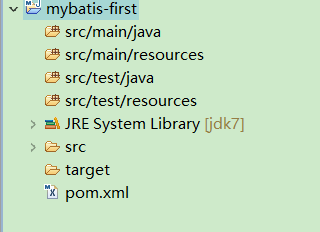 mybatis-first
src/main/java
src/main/resources
src/test/java
src/test/resources
JRE System Library [jdk7]
src
target
pom.xml